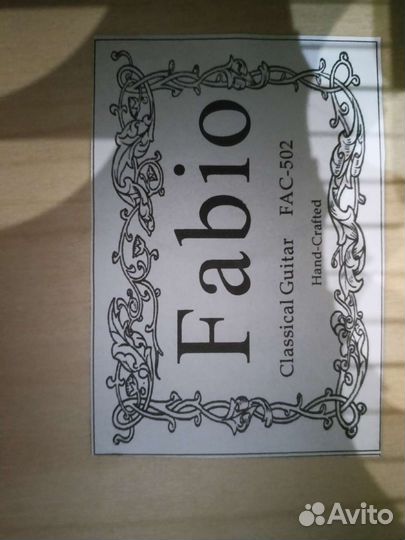 Fabio
Classical Guitar FAC-502
Hand-Crafted
Avito